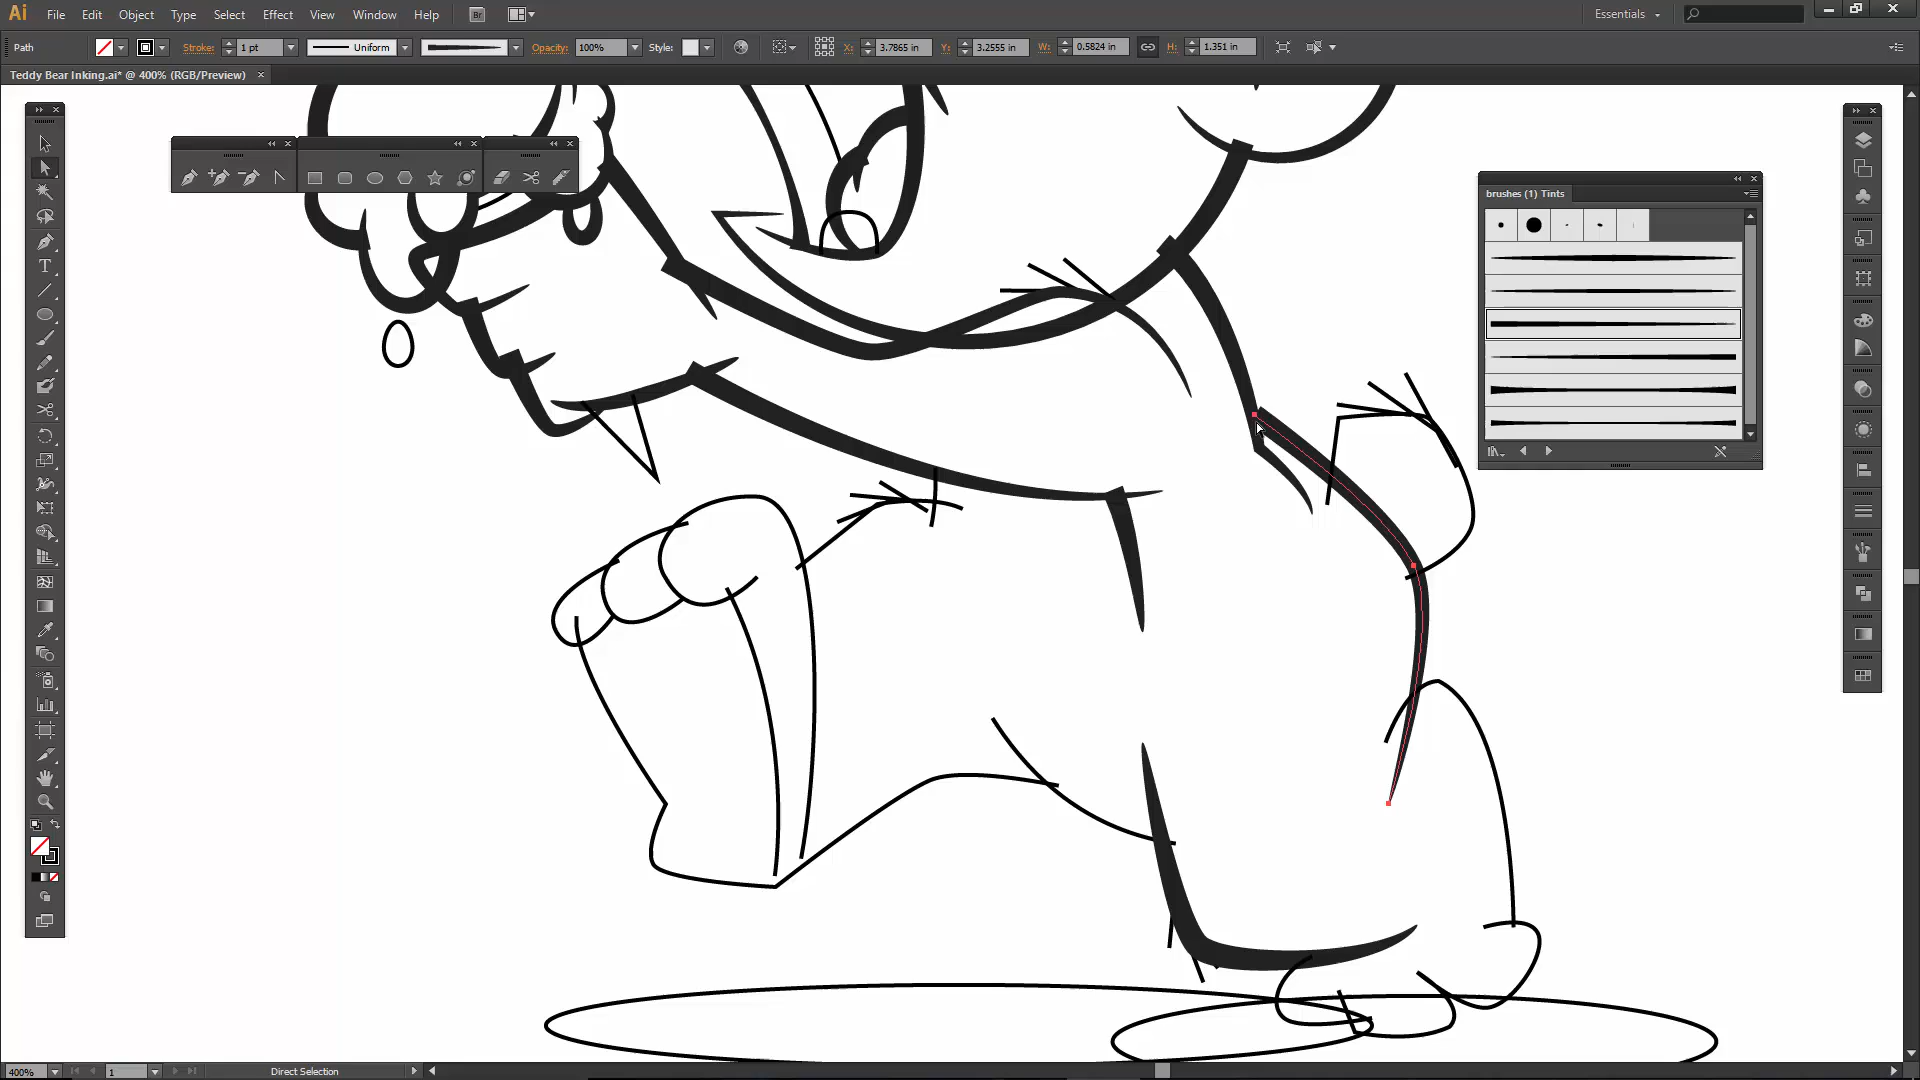 Ai File Edit Object Type Select Effect View Window Help Br Essentials
Path Stroke: 1 pt Uniform Opacity: 100% Style: X: 3.7865 in Y: 3.2555 in W: 0.5824 in H: 1.351 in
Teddy Bear Inking.ai* @ 400% (RGB/Preview)
brushes (1) Tints
400% 1 Direct Selection